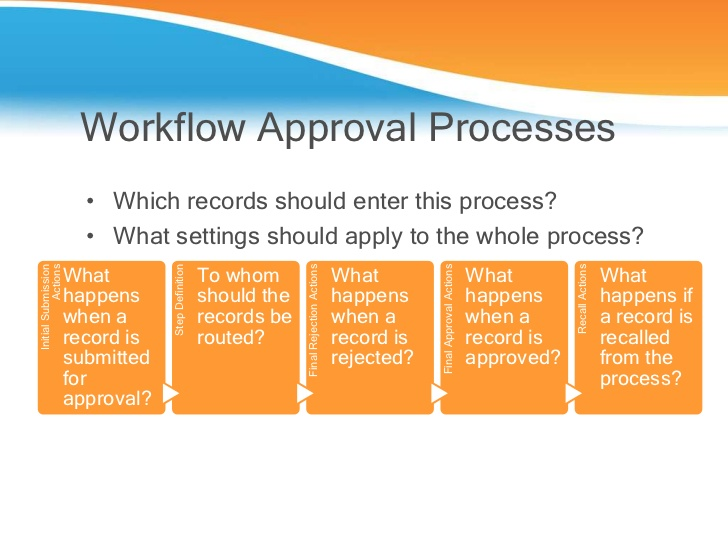 Workflow Approval Processes
• Which records should enter this process?
• What settings should apply to the whole process?
Initial Submission
Actions
What
happens
when a
record is
submitted
for
approval?
Step Definition
To whom
should the
records be
routed?
Final Rejection Actions
What
happens
when a
record is
rejected?
Final Approval Actions
What
happens
when a
record is
approved?
Recall Actions
What
happens if
a record is
recalled
from the
process?